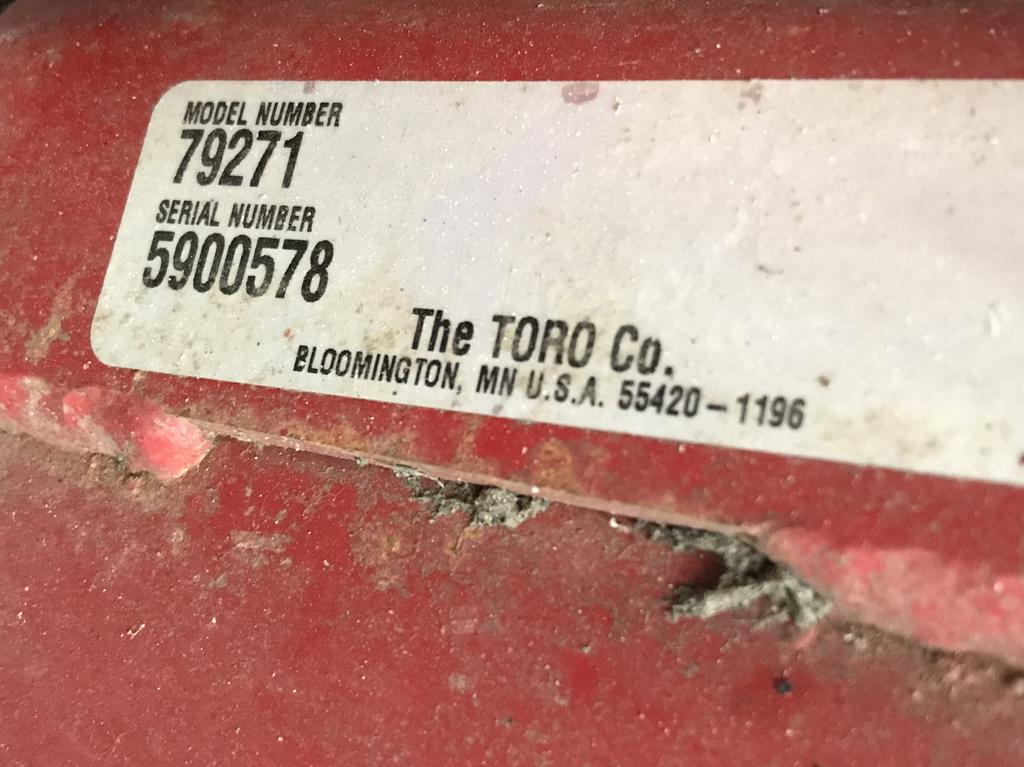 MODEL NUMBER
79271
SERIAL NUMBER
5900578
The TORO Co.
BLOOMINGTON, MN U.S.A. 55420-1196